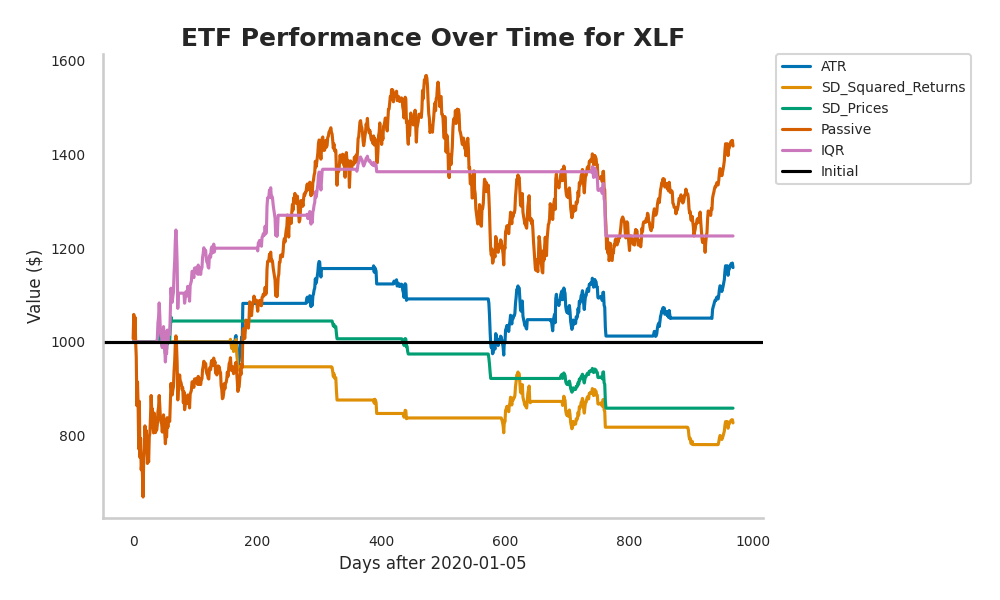 ETF Performance Over Time for XLF
1600
1400
1200
1000
800
Value ($)
0
200
400
600
800
1000
Days after 2020-01-05
ATR
SD_Squared_Returns
SD_Prices
Passive
IQR
Initial